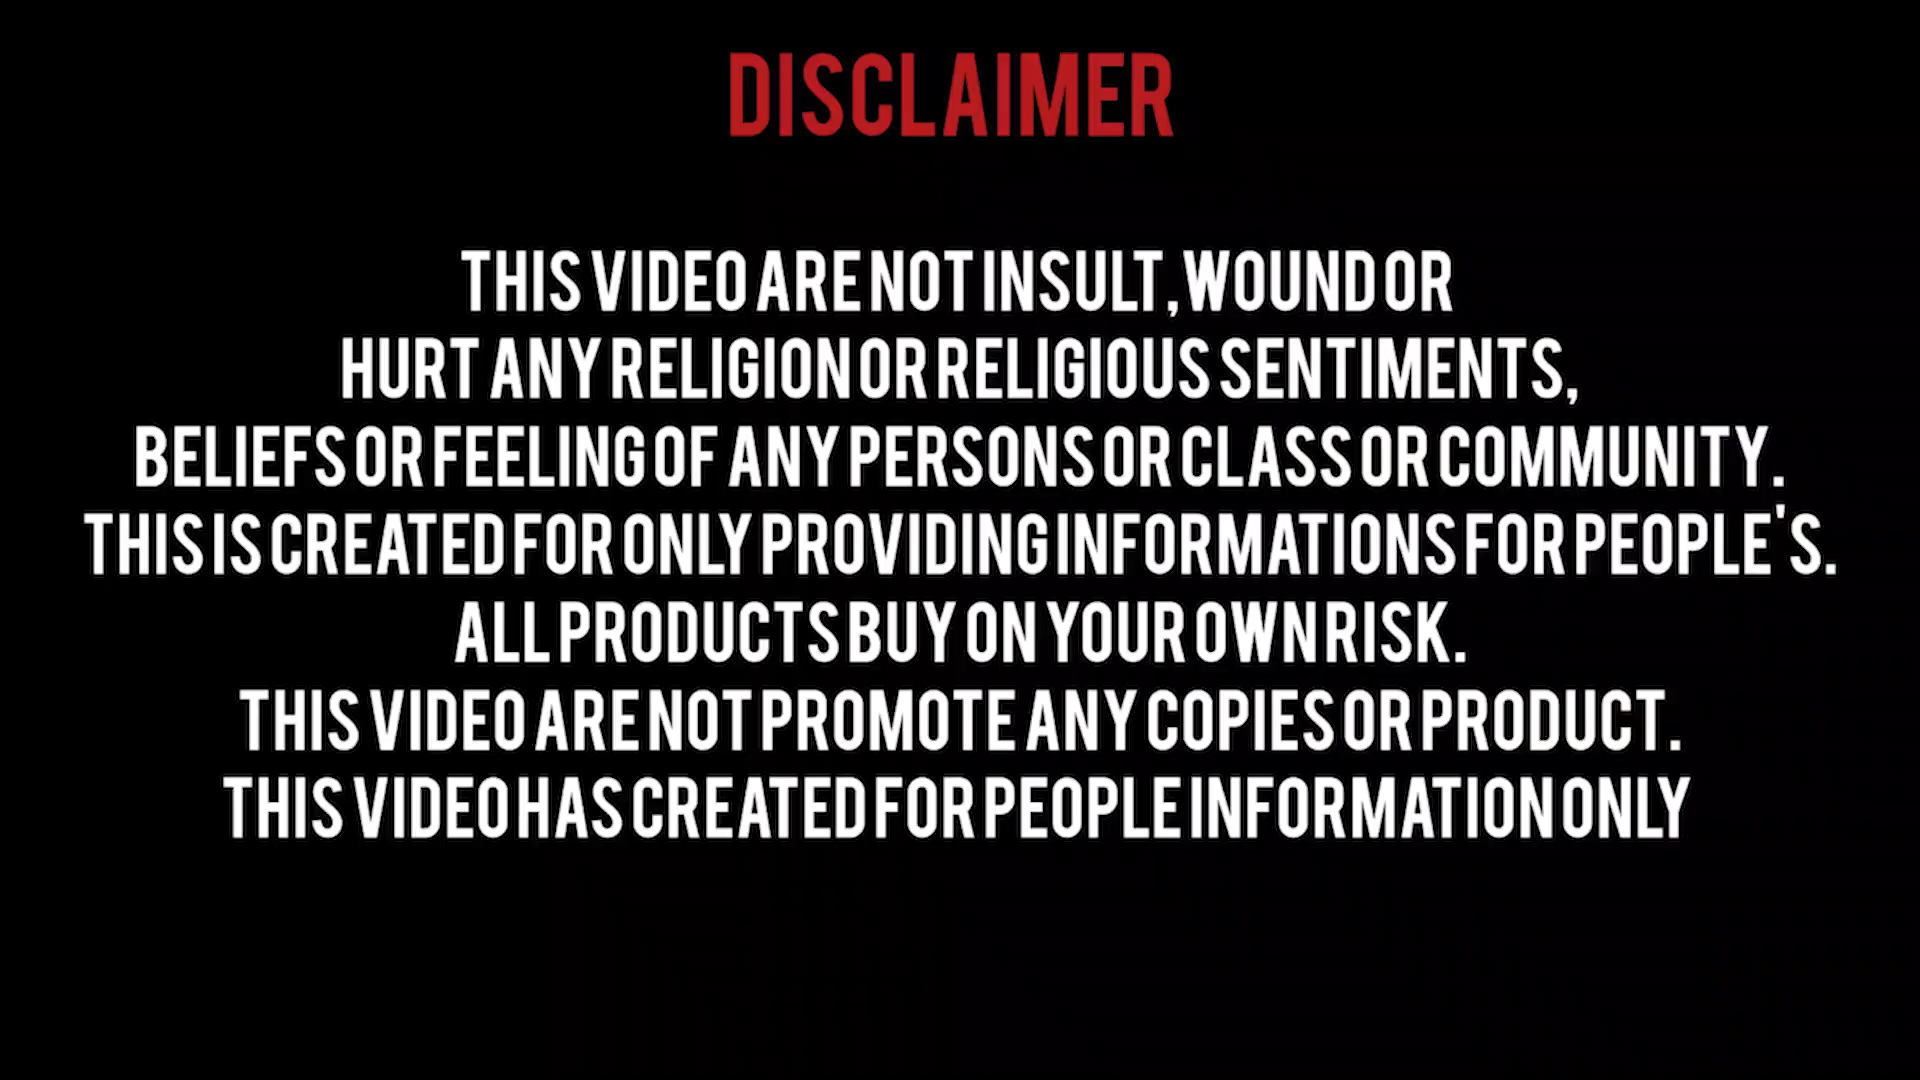 DISCLAIMER
THIS VIDEO ARE NOT INSULT, WOUND OR
HURT ANY RELIGION OR RELIGIOUS SENTIMENTS,
BELIEFS OR FEELING OF ANY PERSONS OR CLASS OR COMMUNITY.
THIS IS CREATED FOR ONLY PROVIDING INFORMATIONS FOR PEOPLE'S.
ALL PRODUCTS BUY ON YOUR OWN RISK.
THIS VIDEO ARE NOT PROMOTE ANY COPIES OR PRODUCT.
THIS VIDEO HAS CREATED FOR PEOPLE INFORMATION ONLY